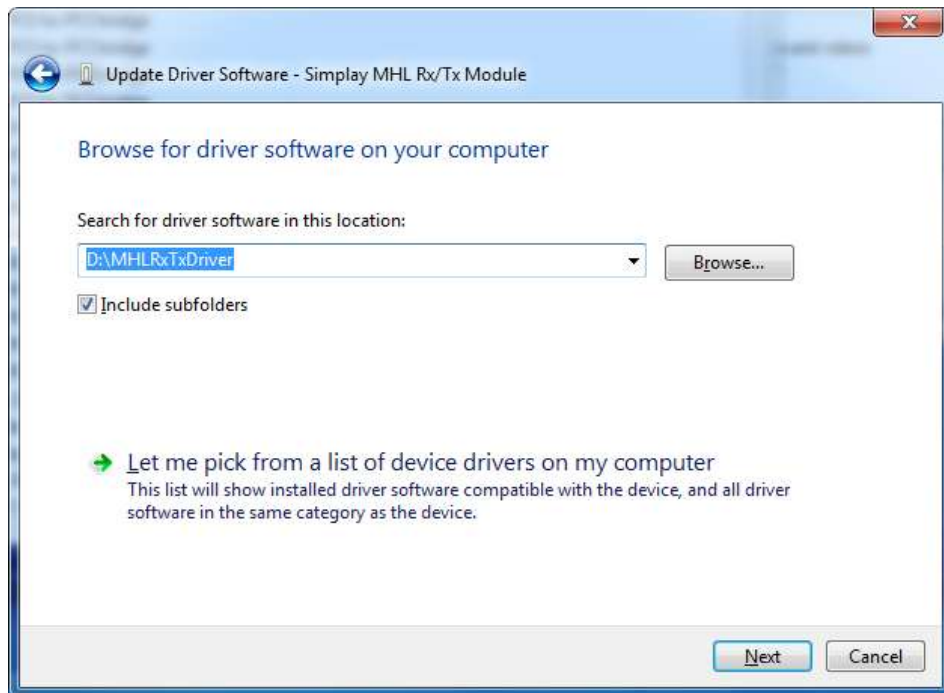 Update Driver Software - Simplay MHL Rx/Tx Module
Browse for driver software on your computer
Search for driver software in this location:
D:\MHLRxTxDriver
Browse...
Include subfolders
Let me pick from a list of device drivers on my computer
This list will show installed driver software compatible with the device, and all driver
software in the same category as the device.
Next
Cancel